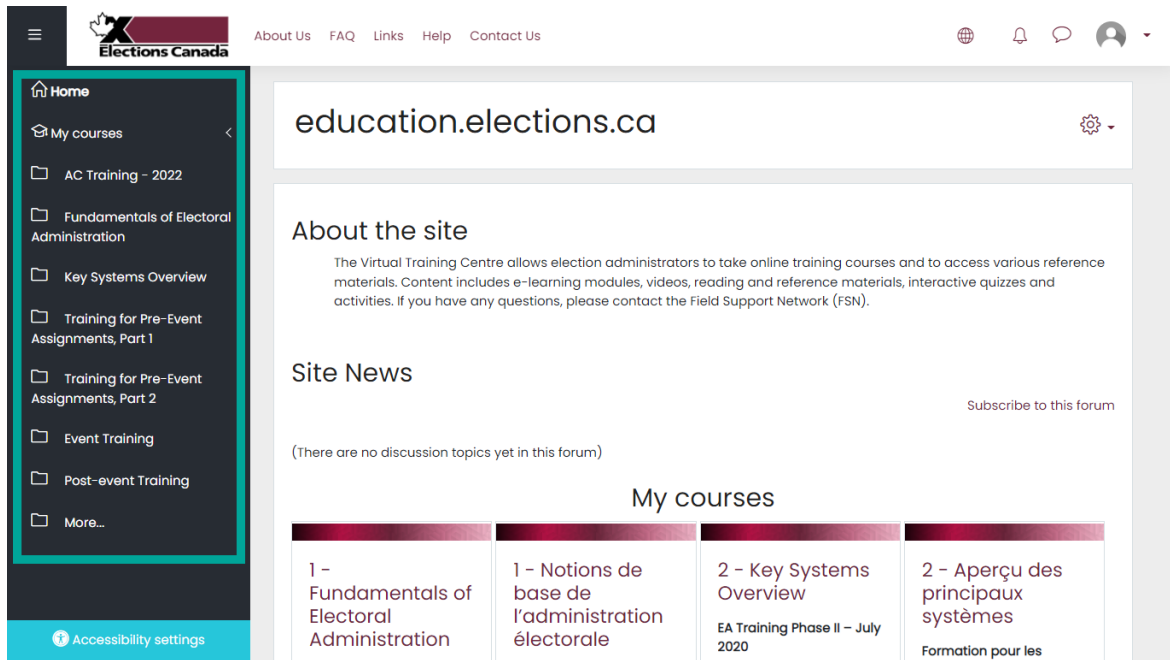 Elections Canada
About Us FAQ Links Help Contact Us
Home
My courses
AC Training - 2022
Fundamentals of Electoral
Administration
Key Systems Overview
Training for Pre-Event
Assignments, Part 1
Training for Pre-Event
Assignments, Part 2
Event Training
Post-event Training
More...
Accessibility settings
education.elections.ca
About the site
The Virtual Training Centre allows election administrators to take online training courses and to access various reference
materials. Content includes e-learning modules, videos, reading and reference materials, interactive quizzes and
activities. If you have any questions, please contact the Field Support Network (FSN).
Site News
Subscribe to this forum
(There are no discussion topics yet in this forum)
My courses
1 -
Fundamentals of
Electoral
Administration
1 - Notions de
base de
l’administration
électorale
2 - Key Systems
Overview
EA Training Phase II – July
2020
2 - Aperçu des
principaux
systèmes
Formation pour les